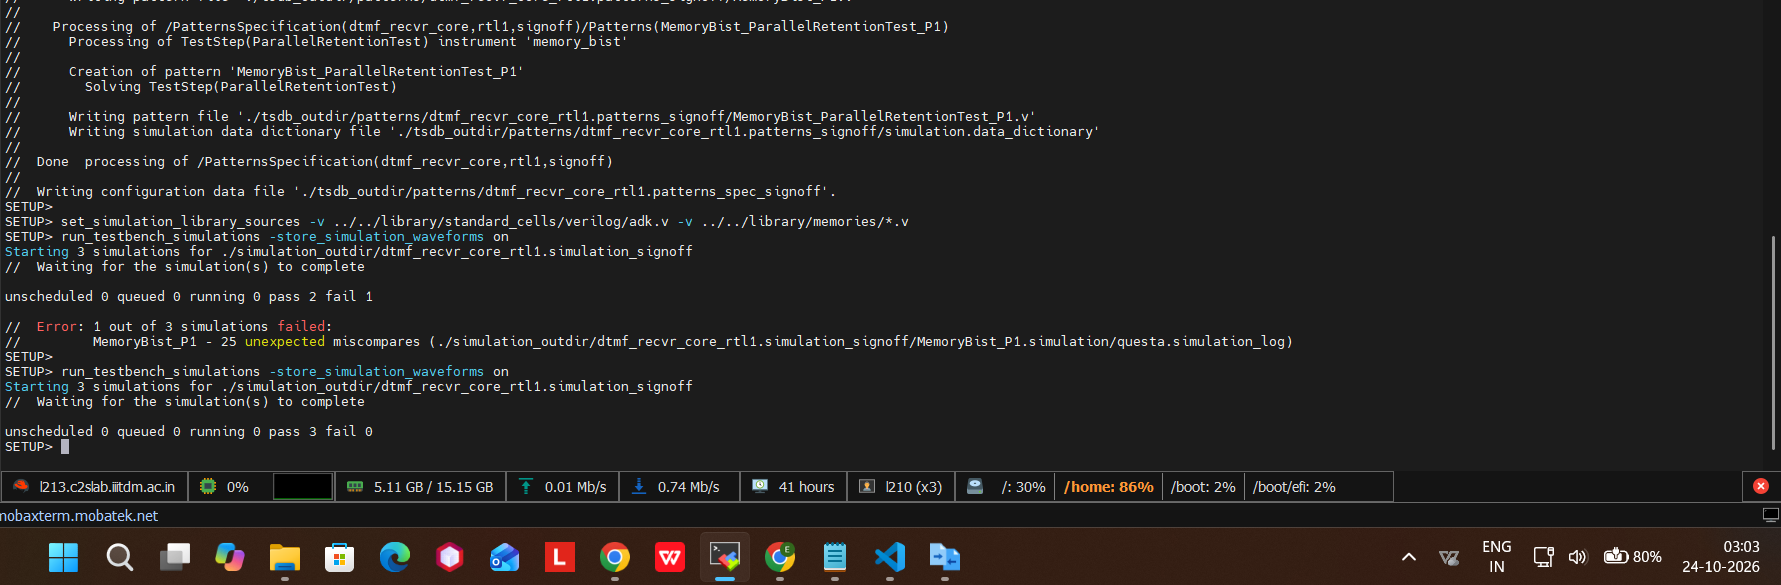 //
//    Processing of /PatternsSpecification(dtmf_recvr_core,rtl1,signoff)/Patterns(MemoryBist_ParallelRetentionTest_P1)
//      Processing of TestStep(ParallelRetentionTest) instrument 'memory_bist'
//
//      Creation of pattern 'MemoryBist_ParallelRetentionTest_P1'
//        Solving TestStep(ParallelRetentionTest)
//
//      Writing pattern file './tsdb_outdir/patterns/dtmf_recvr_core_rtl1.patterns_signoff/MemoryBist_ParallelRetentionTest_P1.v'
//      Writing simulation data dictionary file './tsdb_outdir/patterns/dtmf_recvr_core_rtl1.patterns_signoff/simulation.data_dictionary'
//
//  Done  processing of /PatternsSpecification(dtmf_recvr_core,rtl1,signoff)
//
//  Writing configuration data file './tsdb_outdir/patterns/dtmf_recvr_core_rtl1.patterns_spec_signoff'.
SETUP>
SETUP> set_simulation_library_sources -v ../../library/standard_cells/verilog/adk.v -v ../../library/memories/*.v
SETUP> run_testbench_simulations -store_simulation_waveforms on
Starting 3 simulations for ./simulation_outdir/dtmf_recvr_core_rtl1.simulation_signoff
//  Waiting for the simulation(s) to complete
unscheduled 0 queued 0 running 0 pass 2 fail 1
//  Error: 1 out of 3 simulations failed:
//         MemoryBist_P1 - 25 unexpected miscompares (./simulation_outdir/dtmf_recvr_core_rtl1.simulation_signoff/MemoryBist_P1.simulation/questa.simulation_log)
SETUP>
SETUP> run_testbench_simulations -store_simulation_waveforms on
Starting 3 simulations for ./simulation_outdir/dtmf_recvr_core_rtl1.simulation_signoff
//  Waiting for the simulation(s) to complete
unscheduled 0 queued 0 running 0 pass 3 fail 0
SETUP>
l213.c2slab.iiitdm.ac.in 0% 5.11 GB / 15.15 GB 0.01 Mb/s 0.74 Mb/s 41 hours l210 (x3) /: 30% /home: 86% /boot: 2% /boot/efi: 2%
mobaxterm.mobatek.net
ENG
IN
80%
03:03
24-10-2026